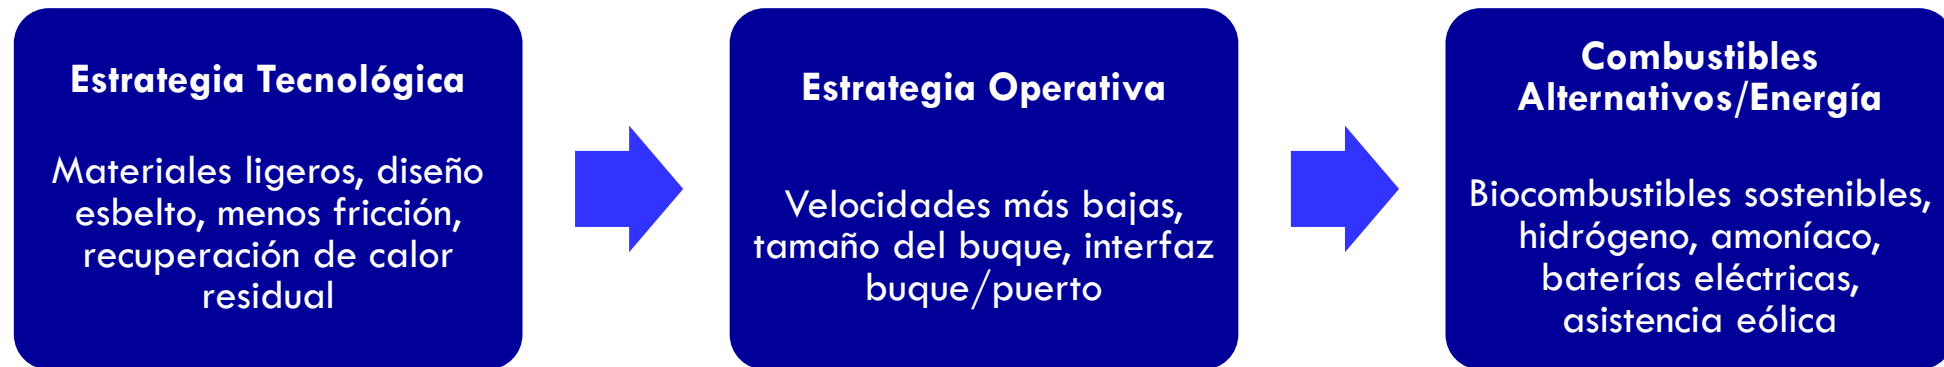 Estrategia Tecnológica
Materiales ligeros, diseño
esbelto, menos fricción,
recuperación de calor
residual
Estrategia Operativa
Velocidades más bajas,
tamaño del buque, interfaz
buque/puerto
Combustibles
Alternativos/Energía
Biocombustibles sostenibles,
hidrógeno, amoníaco,
baterías eléctricas,
asistencia eólica